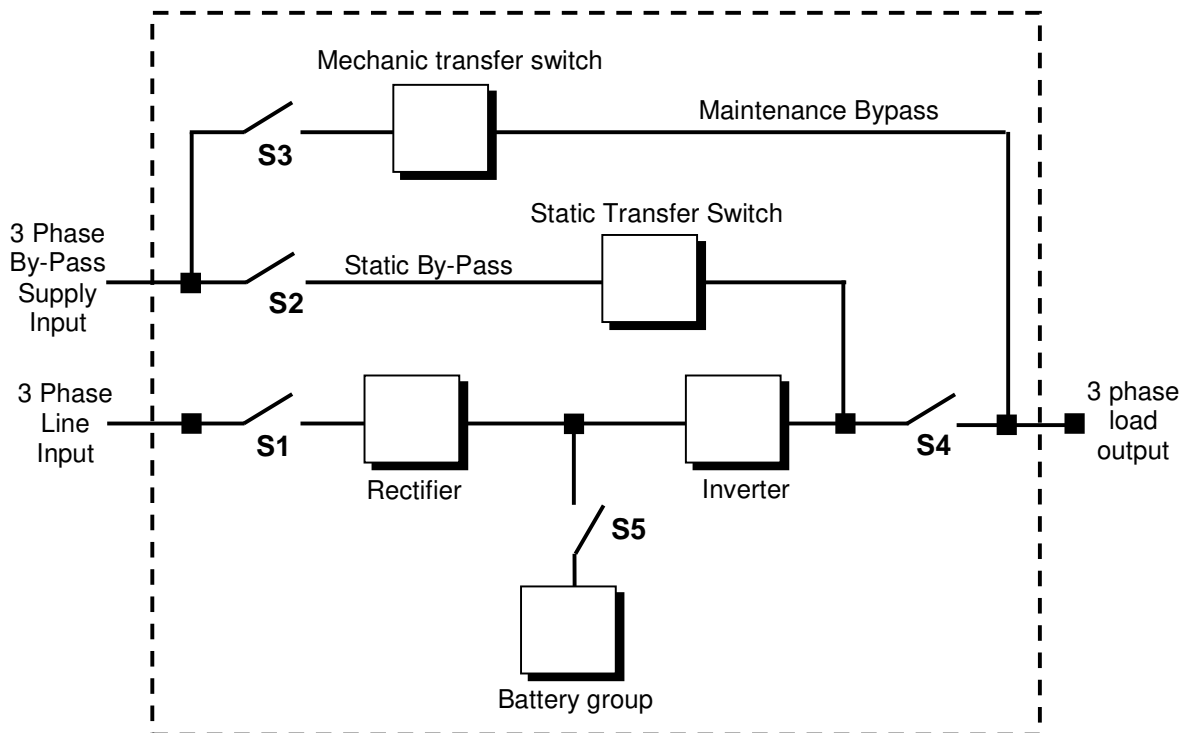 Mechanic transfer switch
Maintenance Bypass
S3
Static Transfer Switch
3 Phase
By-Pass
Supply
Input
Static By-Pass
S2
3 Phase
Line
Input
S1
Rectifier
Inverter
S4
3 phase
load
output
S5
Battery group